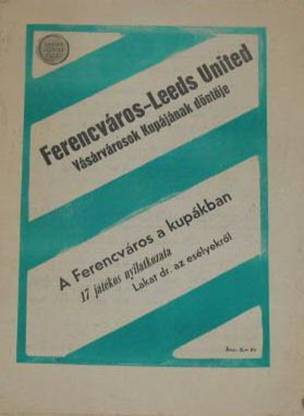 Ferencváros-Leeds United
Vásárvárosok Kupájának döntője
A Ferencváros a kupákban
17 játékos nyilatkozata
Lakat dr. az esélyekről